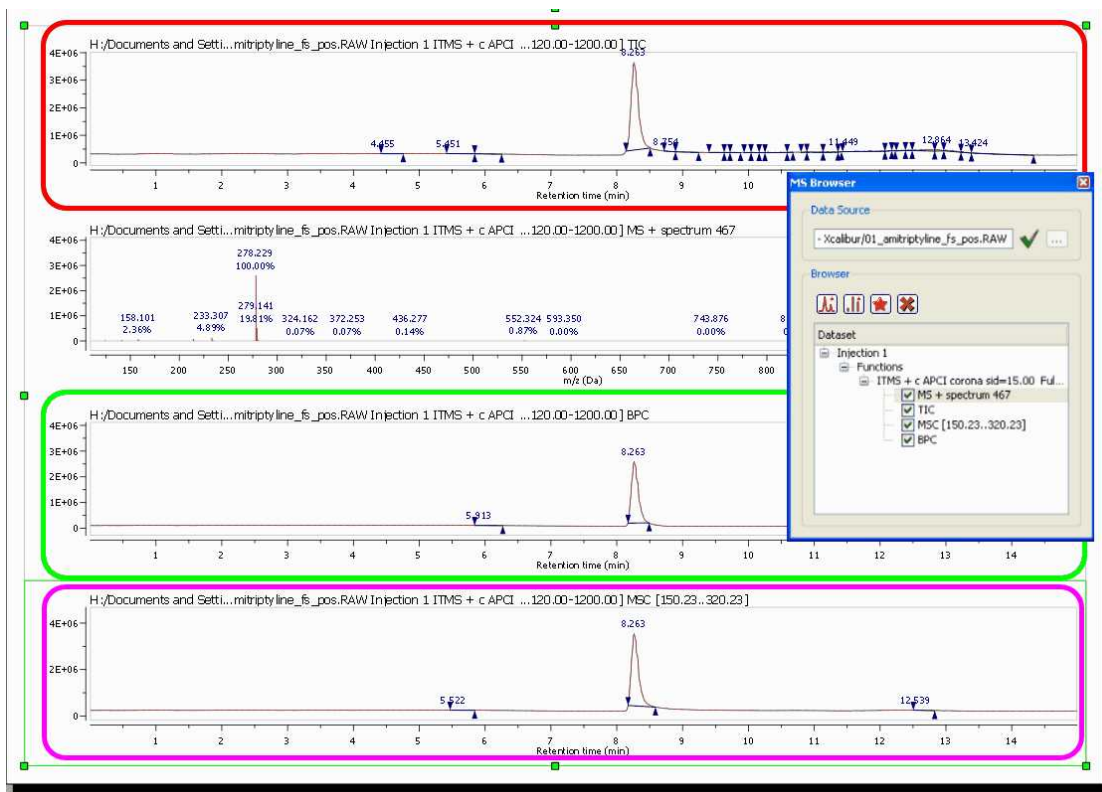 H:/Documents and Setti...mitriptyline_fs_pos.RAW Injection 1 ITMS + c APCI ...120.00-1200.00] TIC
8.263
4E+06
3E+06
2E+06
1E+06
0
4.455 5.451 8.754 11.449 12.864 13.424
1 2 3 4 5 6 7 8 9 10
Retention time (min)
H:/Documents and Setti...mitriptyline_fs_pos.RAW Injection 1 ITMS + c APCI ...120.00-1200.00] MS + spectrum 467
4E+06
3E+06
2E+06
1E+06
0
278.229
100.00%
279.141
19.81%
158.101
2.36%
233.307
4.89%
324.162
0.07%
372.253
0.07%
436.277
0.14%
552.324
0.87%
593.350
0.00%
743.876
0.00%
150 200 250 300 350 400 450 500 550 600 650 700 750 800
m/z (Da)
H:/Documents and Setti...mitriptyline_fs_pos.RAW Injection 1 ITMS + c APCI ...120.00-1200.00] BPC
4E+06
3E+06
2E+06
1E+06
0
8.263
5.913
1 2 3 4 5 6 7 8 9 10 11 12 13 14
Retention time (min)
H:/Documents and Setti...mitriptyline_fs_pos.RAW Injection 1 ITMS + c APCI ...120.00-1200.00] MSC [150.23..320.23]
4E+06
2E+06
0
8.263
5.522 12.539
1 2 3 4 5 6 7 8 9 10 11 12 13 14
Retention time (min)
MS Browser
Data Source
- Xcalibur/01_amitriptyline_fs_pos.RAW
...
Browser
Dataset
Injection 1
Functions
ITMS + c APCI corona sid=15.00 Ful...
MS + spectrum 467
TIC
MSC [150.23..320.23]
BPC